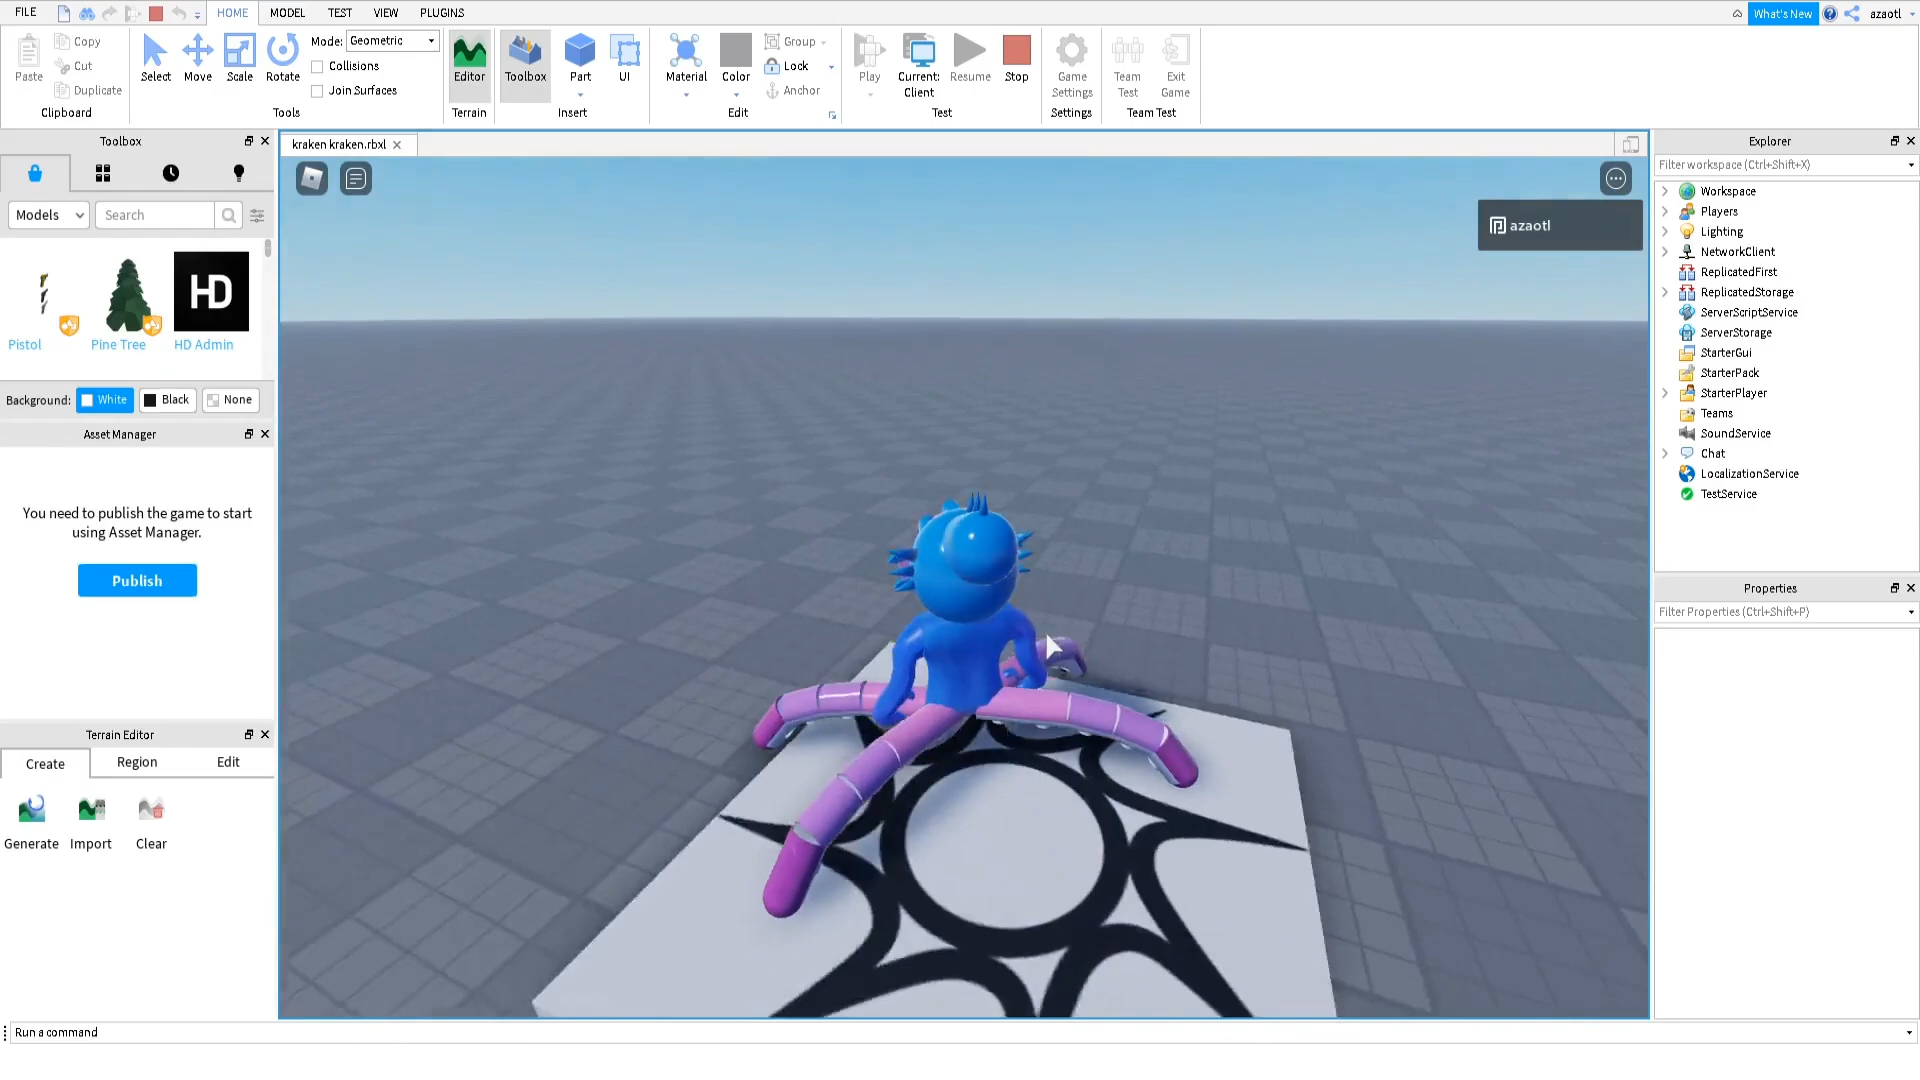 FILE
HOME
MODEL
TEST
VIEW
PLUGINS
What's New
azaotl
Paste
Copy
Cut
Duplicate
Clipboard
Select
Move
Scale
Rotate
Mode: Geometric
Collisions
Join Surfaces
Tools
Editor
Terrain
Toolbox
Part
UI
Insert
Material
Color
Group
Lock
Anchor
Edit
Play
Current:
Client
Resume
Stop
Test
Game
Settings
Settings
Team
Test
Exit
Game
Team Test
Toolbox
Models
Search
Pistol
Pine Tree
HD
HD Admin
Background: White Black None
Asset Manager
You need to publish the game to start
using Asset Manager.
Publish
Terrain Editor
Create
Region
Edit
Generate
Import
Clear
kraken kraken.rbxl
azaotl
Explorer
Filter workspace (Ctrl+Shift+X)
Workspace
Players
Lighting
NetworkClient
ReplicatedFirst
ReplicatedStorage
ServerScriptService
ServerStorage
StarterGui
StarterPack
StarterPlayer
Teams
SoundService
Chat
LocalizationService
TestService
Properties
Filter Properties (Ctrl+Shift+P)
Run a command